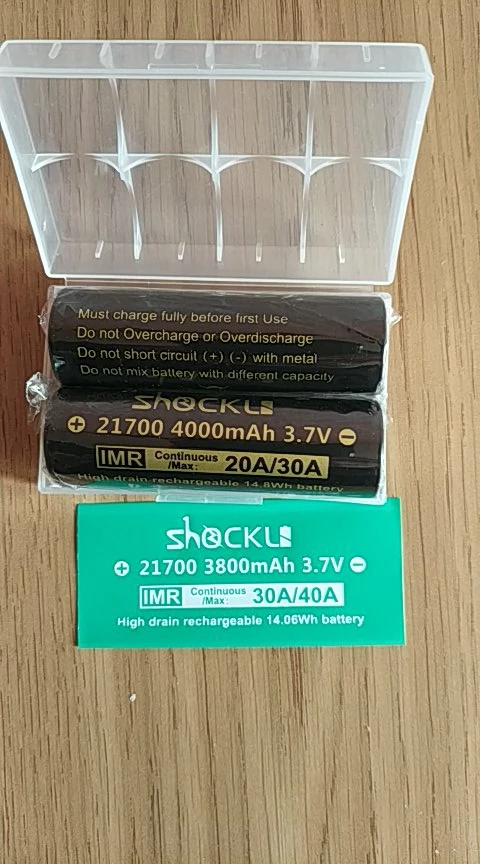 Must charge fully before first Use
Do not Overcharge or Overdischarge
Do not short circuit (+) (-) with metal
Do not mix battery with different capacity
shOCKLi
+ 21700 4000mAh 3.7V -
IMR Continuous /Max: 20A/30A
High drain rechargeable 14.8Wh battery
shOCKLi
+ 21700 3800mAh 3.7V -
IMR Continuous /Max: 30A/40A
High drain rechargeable 14.06Wh battery